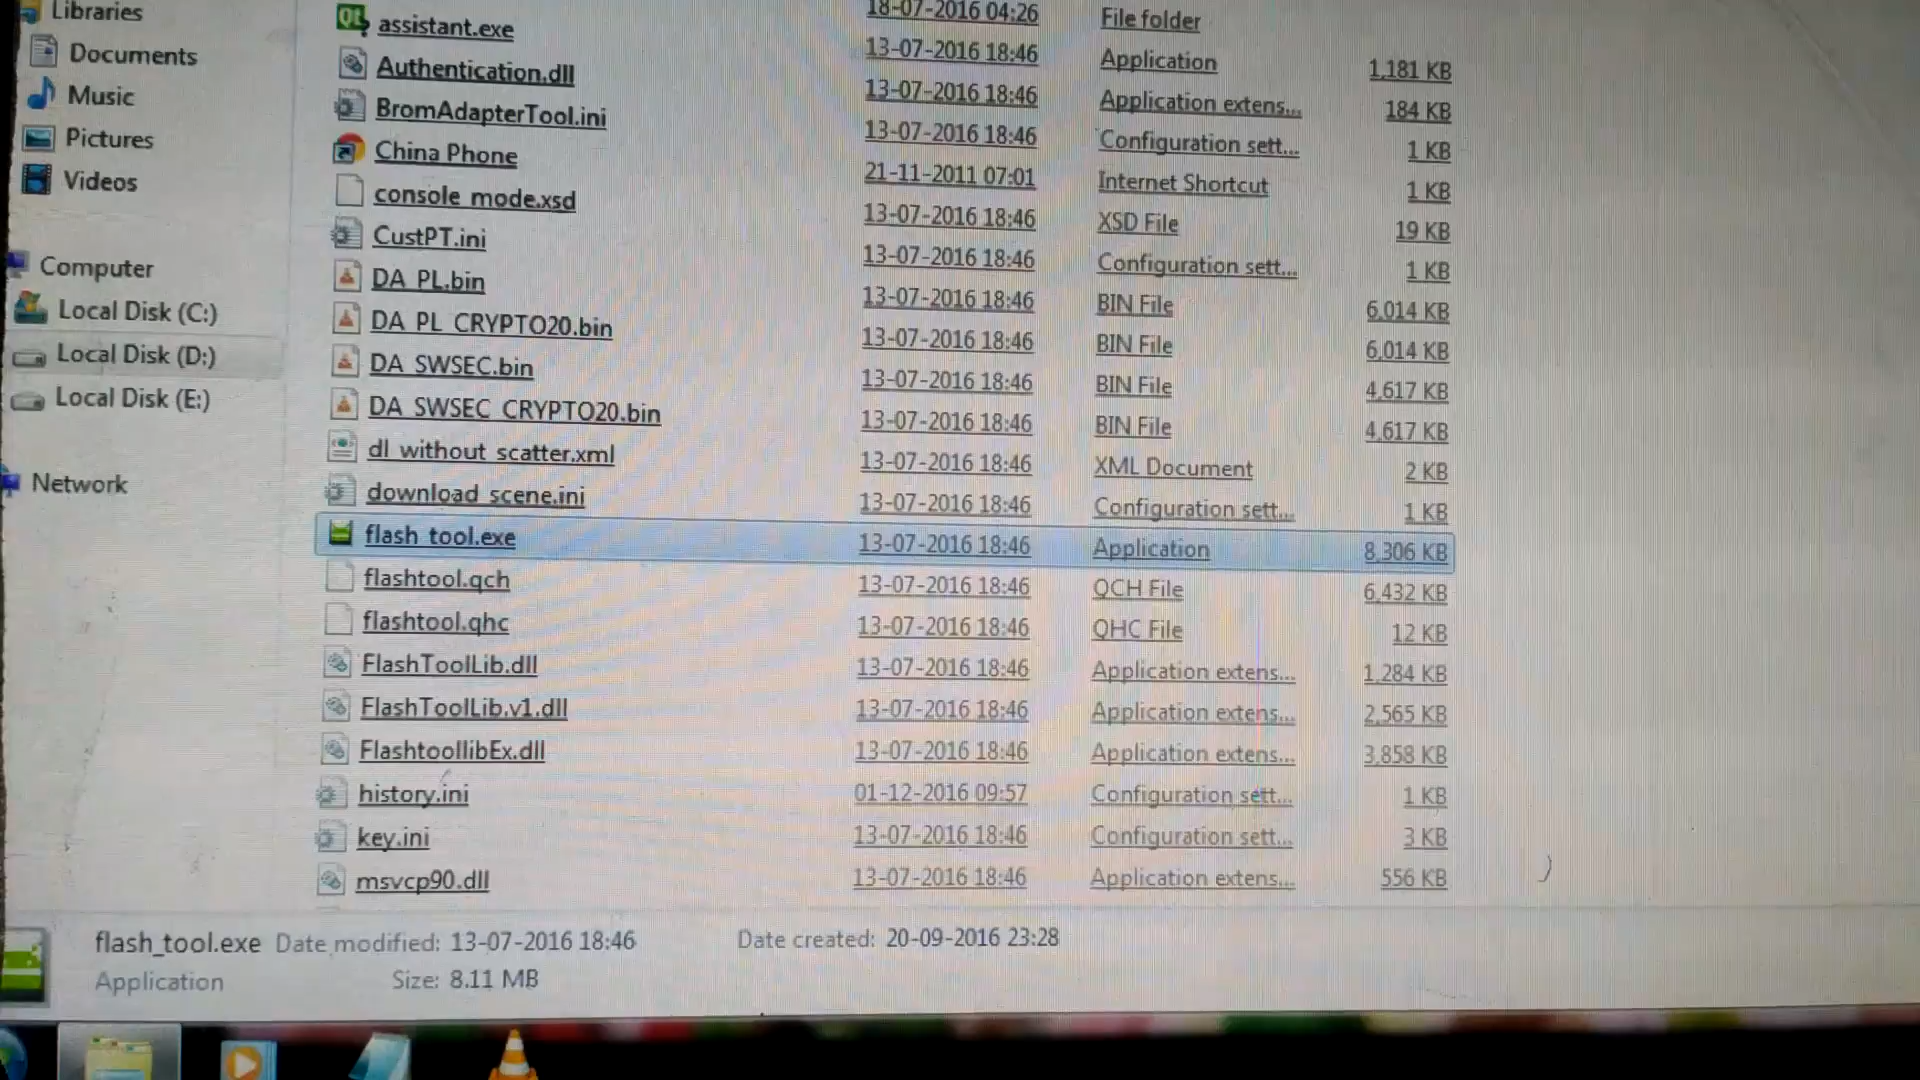 Libraries
Documents
Music
Pictures
Videos
Computer
Local Disk (C:)
Local Disk (D:)
Local Disk (E:)
Network
18-07-2016 04:26 File folder
assistant.exe 13-07-2016 18:46 Application 1,181 KB
Authentication.dll 13-07-2016 18:46 Application extens... 184 KB
BromAdapterTool.ini 13-07-2016 18:46 Configuration sett... 1 KB
China Phone 21-11-2011 07:01 Internet Shortcut 1 KB
console_mode.xsd 13-07-2016 18:46 XSD File 19 KB
CustPT.ini 13-07-2016 18:46 Configuration sett... 1 KB
DA_PL.bin 13-07-2016 18:46 BIN File 6,014 KB
DA_PL_CRYPTO20.bin 13-07-2016 18:46 BIN File 6,014 KB
DA_SWSEC.bin 13-07-2016 18:46 BIN File 4,617 KB
DA_SWSEC_CRYPTO20.bin 13-07-2016 18:46 BIN File 4,617 KB
dl_without_scatter.xml 13-07-2016 18:46 XML Document 2 KB
download_scene.ini 13-07-2016 18:46 Configuration sett... 1 KB
flash_tool.exe 13-07-2016 18:46 Application 8,306 KB
flashtool.qch 13-07-2016 18:46 QCH File 6,432 KB
flashtool.qhc 13-07-2016 18:46 QHC File 12 KB
FlashToolLib.dll 13-07-2016 18:46 Application extens... 1,284 KB
FlashToolLib.v1.dll 13-07-2016 18:46 Application extens... 2,565 KB
FlashtoollibEx.dll 13-07-2016 18:46 Application extens... 3,858 KB
history.ini 01-12-2016 09:57 Configuration sett... 1 KB
key.ini 13-07-2016 18:46 Configuration sett... 3 KB
msvcp90.dll 13-07-2016 18:46 Application extens... 556 KB
flash_tool.exe Date modified: 13-07-2016 18:46 Date created: 20-09-2016 23:28
Application Size: 8.11 MB